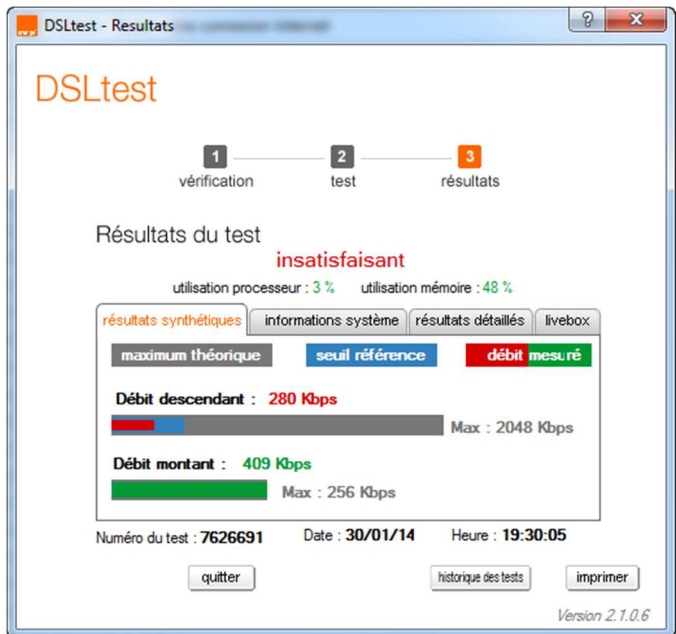 DSLtest - Resultats
DSLtest
1 2 3
vérification test résultats
Résultats du test
insatisfaisant
utilisation processeur : 3 % utilisation mémoire : 48 %
résultats synthétiques informations système résultats détaillés livebox
maximum théorique seuil référence débit mesuré
Débit descendant : 280 Kbps
Max : 2048 Kbps
Débit montant : 409 Kbps
Max : 256 Kbps
Numéro du test : 7626691 Date : 30/01/14 Heure : 19:30:05
quitter historique des tests imprimer
Version 2.1.0.6